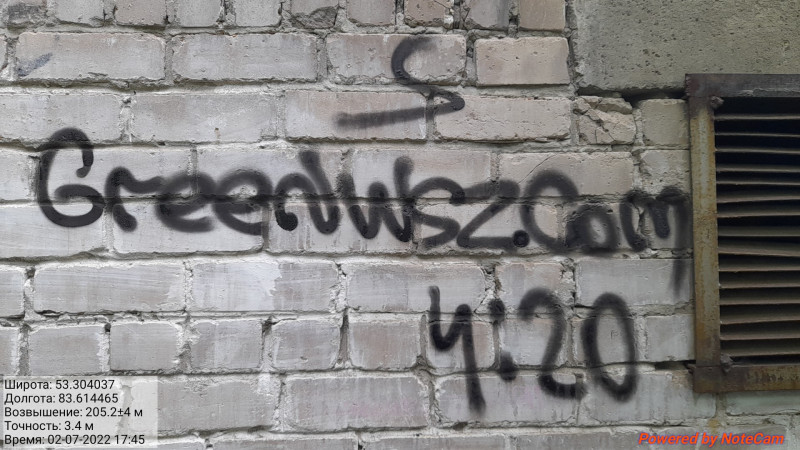 S
GreenWsz.Com
4:20
Широта: 53.304037
Долгота: 83.614465
Возвышение: 205.2±4 м
Точность: 3.4 м
Время: 02-07-2022 17:45
Powered by NoteCam